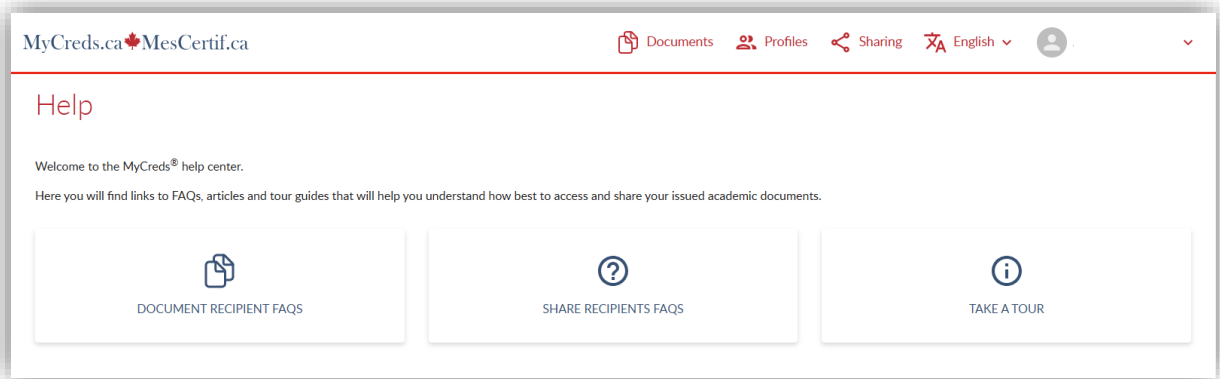 MyCreds.ca MesCertif.ca
Documents
Profiles
Sharing
English
Help
Welcome to the MyCreds® help center.
Here you will find links to FAQs, articles and tour guides that will help you understand how best to access and share your issued academic documents.
DOCUMENT RECIPIENT FAQS
SHARE RECIPIENTS FAQS
TAKE A TOUR